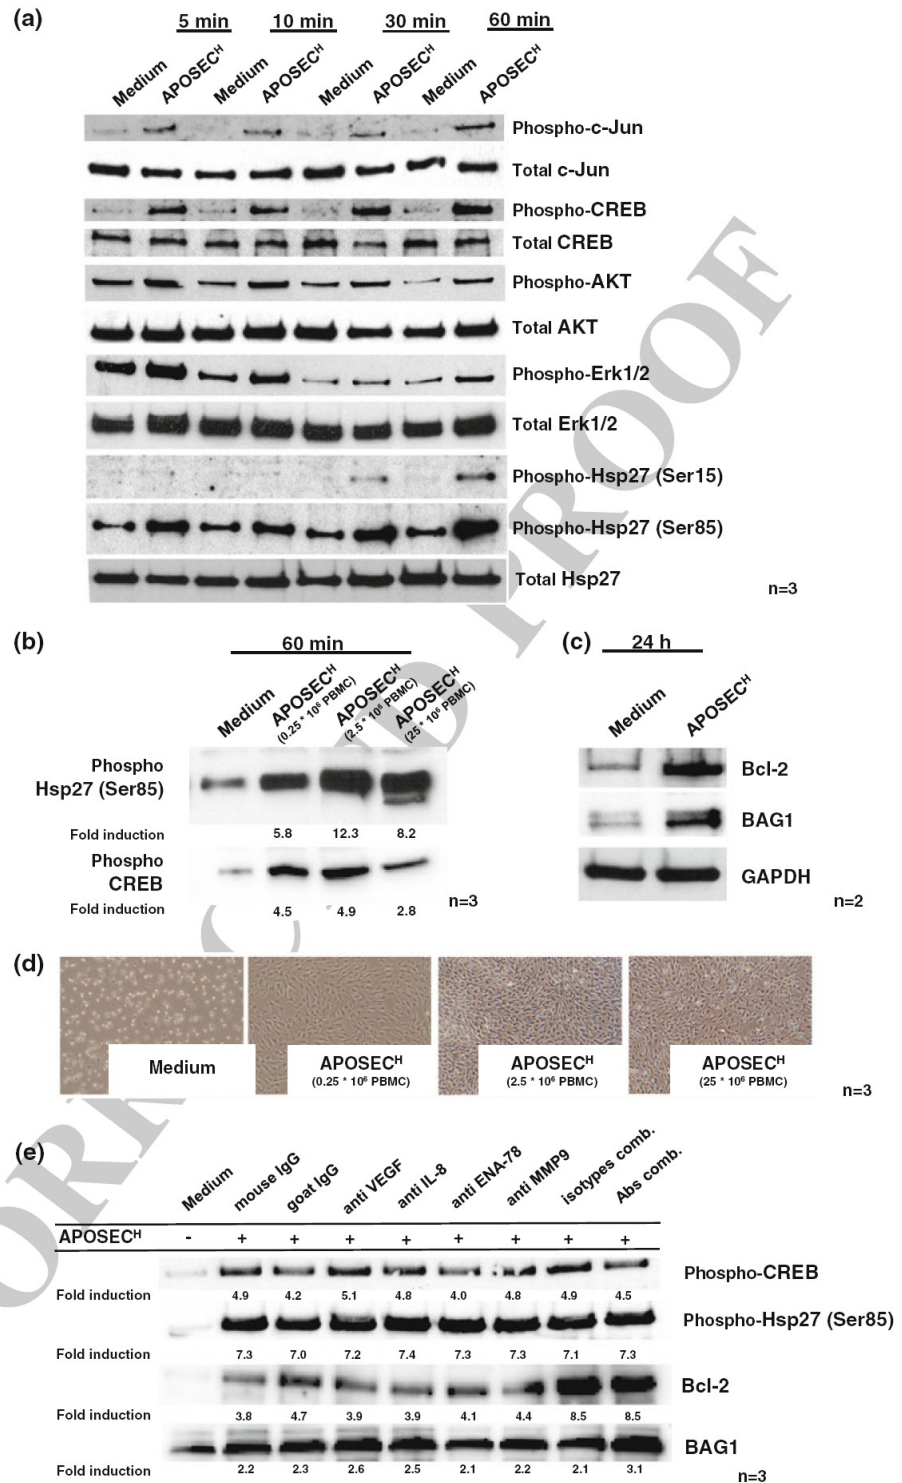 (a)
5 min 10 min 30 min 60 min
Medium APOSECᴴ Medium APOSECᴴ Medium APOSECᴴ Medium APOSECᴴ
Phospho-c-Jun
Total c-Jun
Phospho-CREB
Total CREB
Phospho-AKT
Total AKT
Phospho-Erk1/2
Total Erk1/2
Phospho-Hsp27 (Ser15)
Phospho-Hsp27 (Ser85)
Total Hsp27
n=3
(b)
60 min
Medium APOSECᴴ (0.25 * 10⁶ PBMC) APOSECᴴ (2.5 * 10⁶ PBMC) APOSECᴴ (25 * 10⁶ PBMC)
Phospho
Hsp27 (Ser85)
Fold induction 5.8 12.3 8.2
Phospho
CREB
Fold induction 4.5 4.9 2.8
n=3
(c)
24 h
Medium APOSECᴴ
Bcl-2
BAG1
GAPDH
n=2
(d)
Medium
APOSECᴴ
(0.25 * 10⁶ PBMC)
APOSECᴴ
(2.5 * 10⁶ PBMC)
APOSECᴴ
(25 * 10⁶ PBMC)
n=3
(e)
Medium mouse IgG goat IgG anti VEGF anti IL-8 anti ENA-78 anti MMP9 isotypes comb. Abs comb.
APOSECᴴ - + + + + + + + +
Phospho-CREB
Fold induction 4.9 4.2 5.1 4.8 4.0 4.8 4.9 4.5
Phospho-Hsp27 (Ser85)
Fold induction 7.3 7.0 7.2 7.4 7.3 7.3 7.1 7.3
Bcl-2
Fold induction 3.8 4.7 3.9 3.9 4.1 4.4 8.5 8.5
BAG1
Fold induction 2.2 2.3 2.6 2.5 2.1 2.2 2.1 3.1
n=3
PROOF